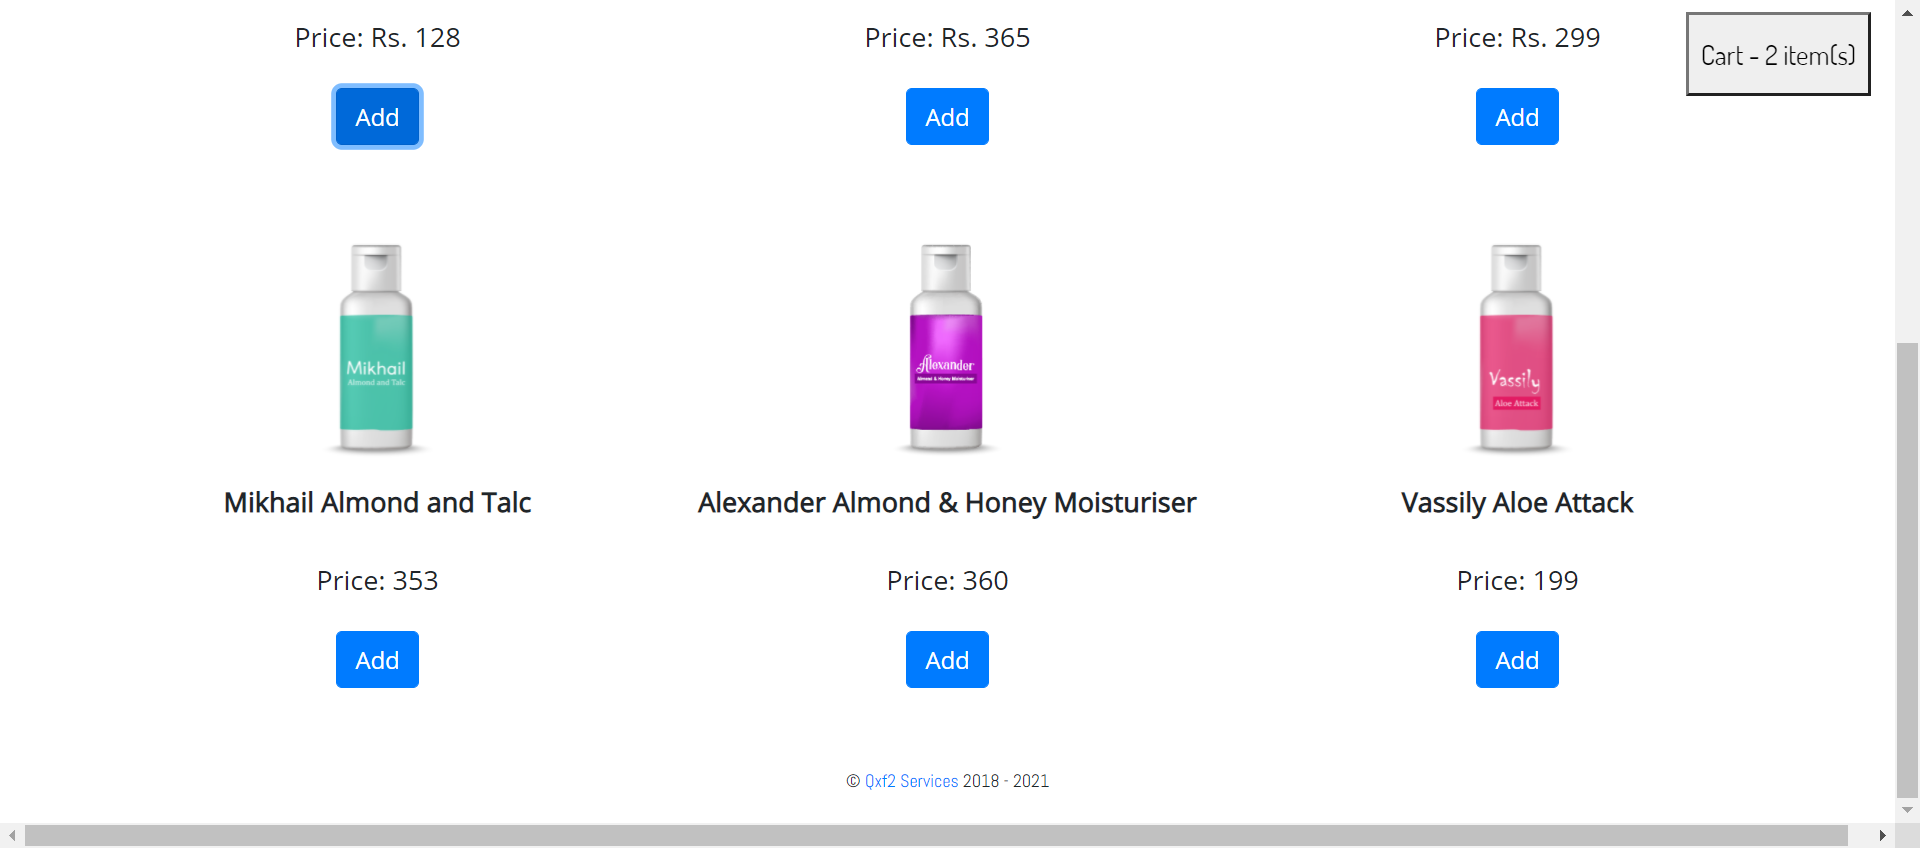 Price: Rs. 128
Price: Rs. 365
Price: Rs. 299
Cart - 2 item(s)
Add
Add
Add
Mikhail
Almond and Talc
Alexander
Almond & Honey Moisturiser
Vassily
Aloe Attack
Mikhail Almond and Talc
Alexander Almond & Honey Moisturiser
Vassily Aloe Attack
Price: 353
Price: 360
Price: 199
Add
Add
Add
© Qxf2 Services 2018 - 2021